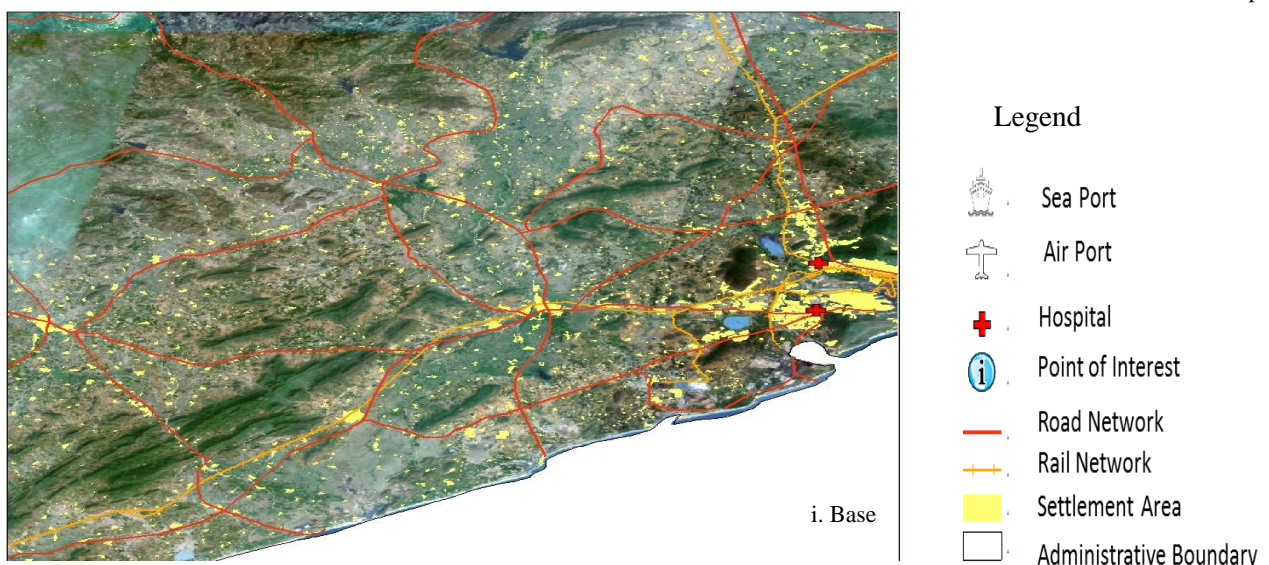 p
Legend
Sea Port
Air Port
Hospital
i
Point of Interest
Road Network
Rail Network
Settlement Area
Administrative Boundary
i. Base